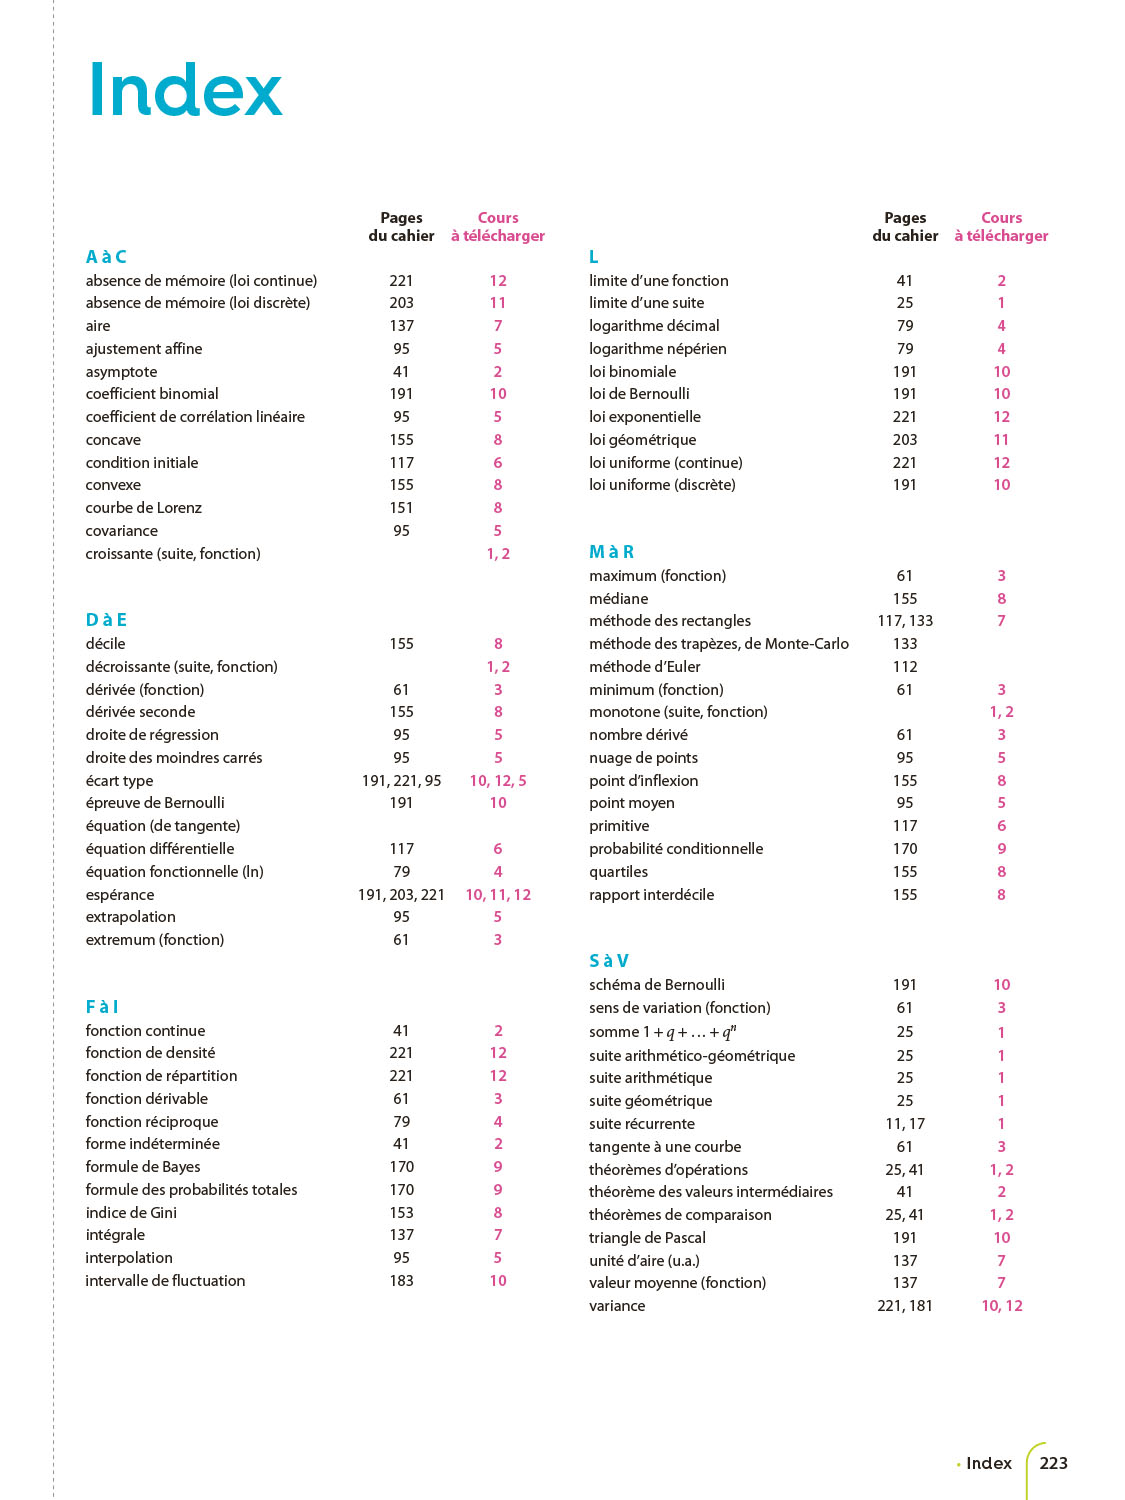 Index
Pages Cours
du cahier à télécharger
A à C
absence de mémoire (loi continue) 221 12
absence de mémoire (loi discrète) 203 11
aire 137 7
ajustement affine 95 5
asymptote 41 2
coefficient binomial 191 10
coefficient de corrélation linéaire 95 5
concave 155 8
condition initiale 117 6
convexe 155 8
courbe de Lorenz 151 8
covariance 95 5
croissante (suite, fonction) 1, 2
D à E
décile 155 8
décroissante (suite, fonction) 1, 2
dérivée (fonction) 61 3
dérivée seconde 155 8
droite de régression 95 5
droite des moindres carrés 95 5
écart type 191, 221, 95 10, 12, 5
épreuve de Bernoulli 191 10
équation (de tangente)
équation différentielle 117 6
équation fonctionnelle (ln) 79 4
espérance 191, 203, 221 10, 11, 12
extrapolation 95 5
extremum (fonction) 61 3
F à I
fonction continue 41 2
fonction de densité 221 12
fonction de répartition 221 12
fonction dérivable 61 3
fonction réciproque 79 4
forme indéterminée 41 2
formule de Bayes 170 9
formule des probabilités totales 170 9
indice de Gini 153 8
intégrale 137 7
interpolation 95 5
intervalle de fluctuation 183 10
Pages Cours
du cahier à télécharger
L
limite d’une fonction 41 2
limite d’une suite 25 1
logarithme décimal 79 4
logarithme népérien 79 4
loi binomiale 191 10
loi de Bernoulli 191 10
loi exponentielle 221 12
loi géométrique 203 11
loi uniforme (continue) 221 12
loi uniforme (discrète) 191 10
M à R
maximum (fonction) 61 3
médiane 155 8
méthode des rectangles 117, 133 7
méthode des trapèzes, de Monte-Carlo 133
méthode d’Euler 112
minimum (fonction) 61 3
monotone (suite, fonction) 1, 2
nombre dérivé 61 3
nuage de points 95 5
point d’inflexion 155 8
point moyen 95 5
primitive 117 6
probabilité conditionnelle 170 9
quartiles 155 8
rapport interdécile 155 8
S à V
schéma de Bernoulli 191 10
sens de variation (fonction) 61 3
somme 1 + q + … + qⁿ 25 1
suite arithmético-géométrique 25 1
suite arithmétique 25 1
suite géométrique 25 1
suite récurrente 11, 17 1
tangente à une courbe 61 3
théorèmes d’opérations 25, 41 1, 2
théorème des valeurs intermédiaires 41 2
théorèmes de comparaison 25, 41 1, 2
triangle de Pascal 191 10
unité d’aire (u.a.) 137 7
valeur moyenne (fonction) 137 7
variance 221, 181 10, 12
• Index 223